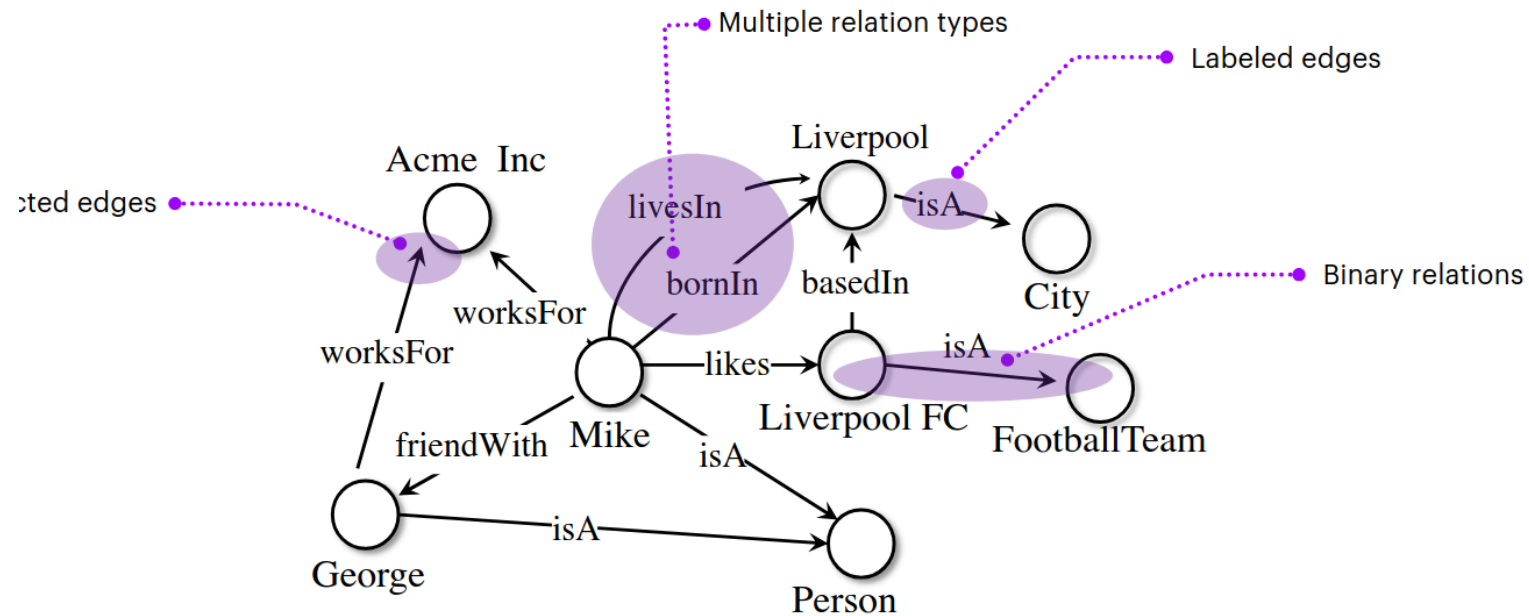 Multiple relation types
Labeled edges
Liverpool
Acme Inc
cted edges
livesIn
isA
bornIn
basedIn
City
Binary relations
worksFor
worksFor
isA
likes
Liverpool FC
FootballTeam
friendWith
Mike
isA
isA
George
Person